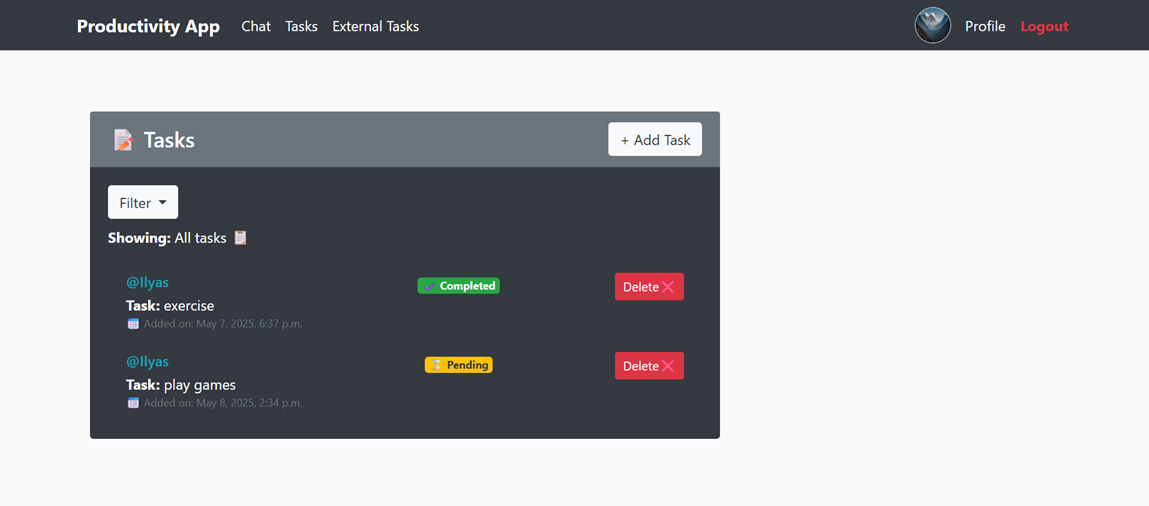 Productivity App Chat Tasks External Tasks Profile Logout
Tasks + Add Task
Filter
Showing: All tasks
@Ilyas Completed Delete
Task: exercise
Added on: May 7, 2025, 6:37 p.m.
@Ilyas Pending Delete
Task: play games
Added on: May 8, 2025, 2:34 p.m.